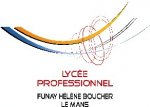 LYCÉE
PROFESSIONNEL
FUNAY HÉLÈNE BOUCHER
LE MANS